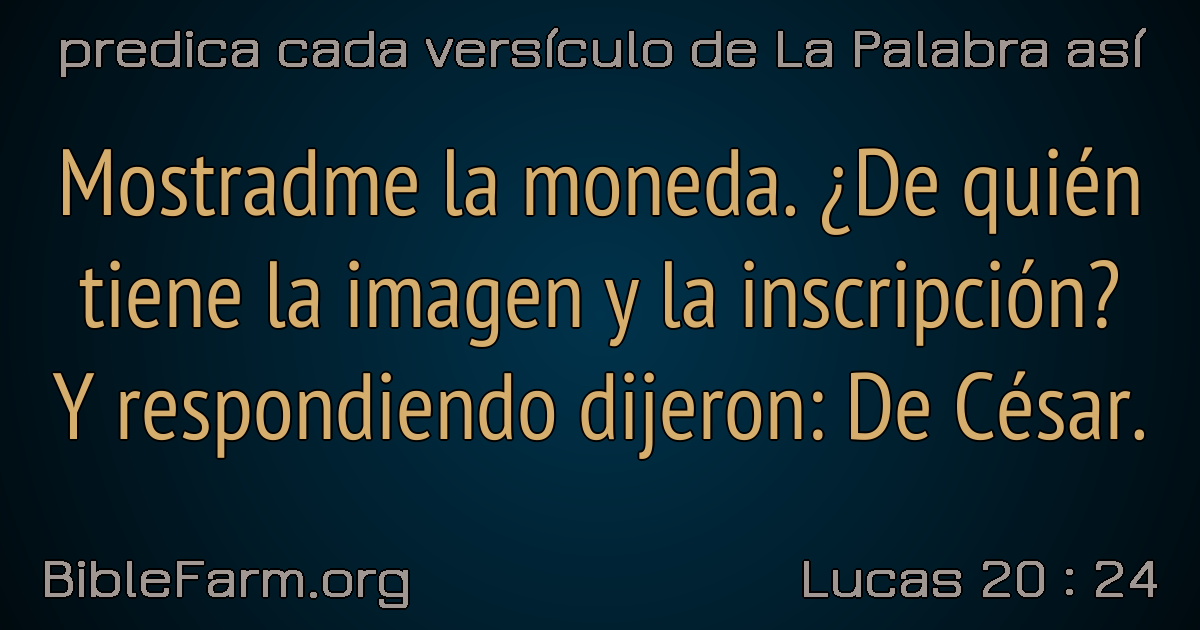 predica cada versículo de La Palabra así
Mostradme la moneda. ¿De quién
tiene la imagen y la inscripción?
Y respondiendo dijeron: De César.
BibleFarm.org
Lucas 20 : 24